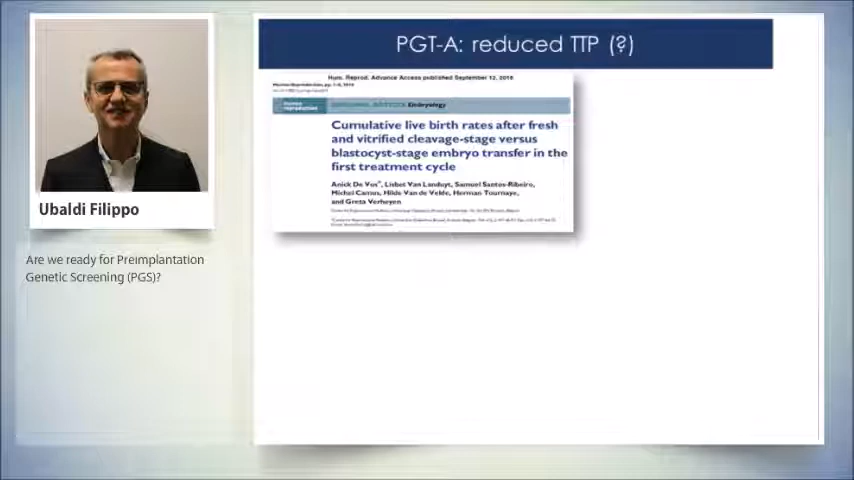 Ubaldi Filippo
Are we ready for Preimplantation
Genetic Screening (PGS)?
PGT-A: reduced TTP (?)
Hum. Reprod. Advance Access published September 12, 2016
Embryology
Cumulative live birth rates after fresh
and vitrified cleavage-stage versus
blastocyst-stage embryo transfer in the
first treatment cycle
Anick De Vos*, Lisbet Van Landuyt, Samuel Santos-Ribeiro,
Michel Camus, Hilde Van de Velde, Herman Tournaye,
and Greta Verheyen